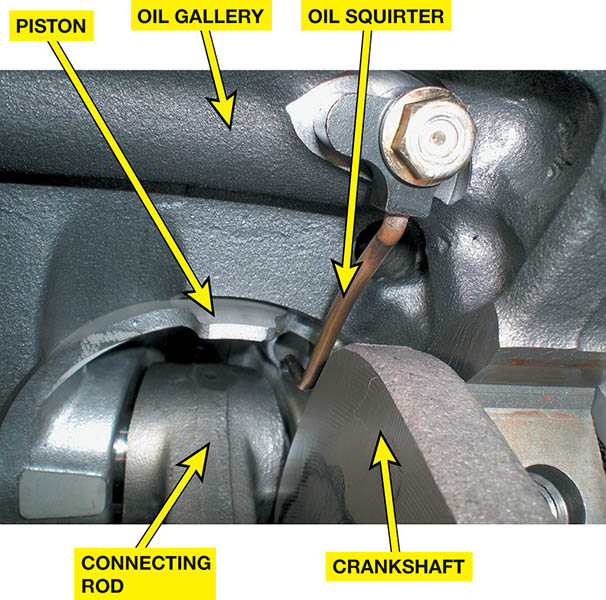 PISTON
OIL GALLERY
OIL SQUIRTER
CONNECTING
ROD
CRANKSHAFT